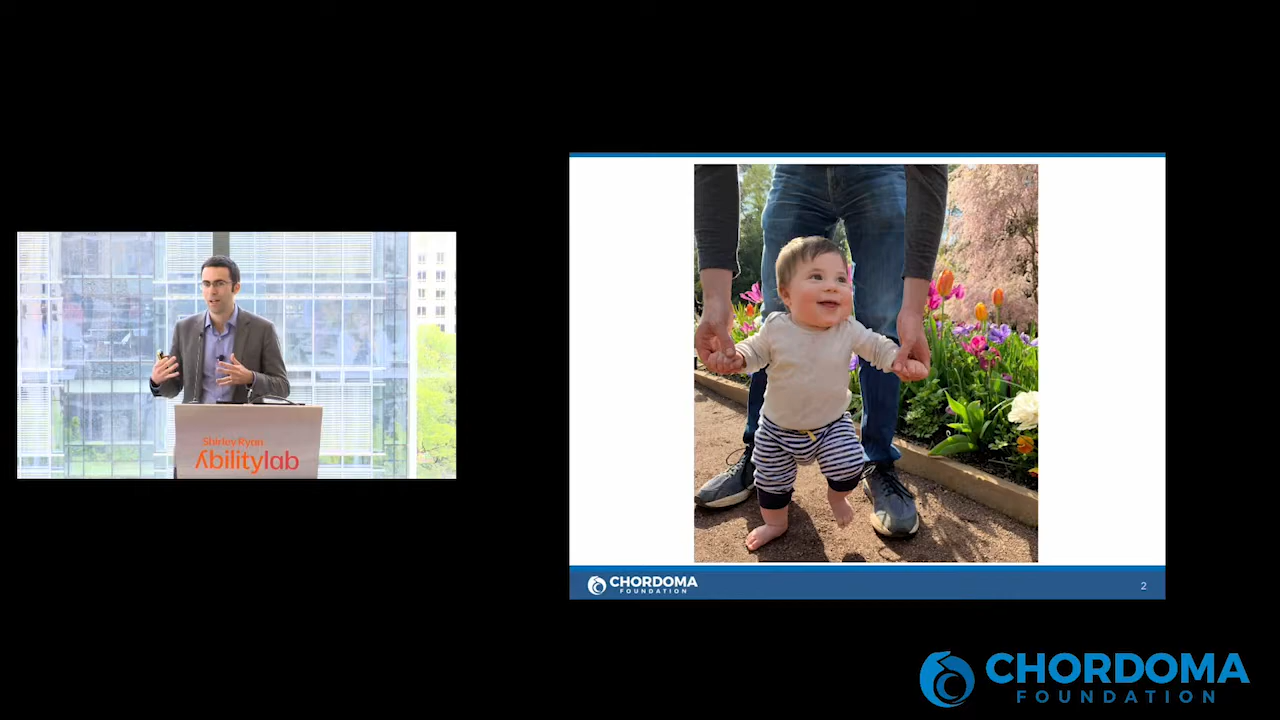 Shirley Ryan
Abilitylab
CHORDOMA
FOUNDATION
2
CHORDOMA
FOUNDATION